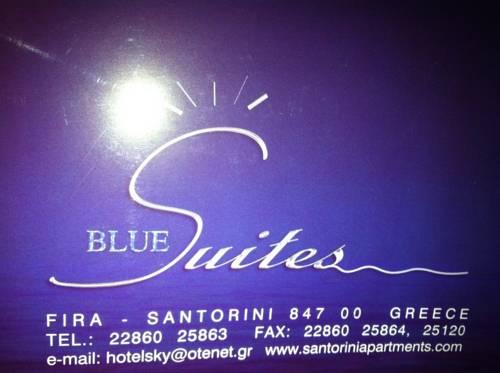 BLUE Suites
FIRA - SANTORINI 847 00 GREECE
TEL.: 22860 25863 FAX: 22860 25864, 25120
e-mail: hotelsky@otenet.gr www.santoriniapartments.com